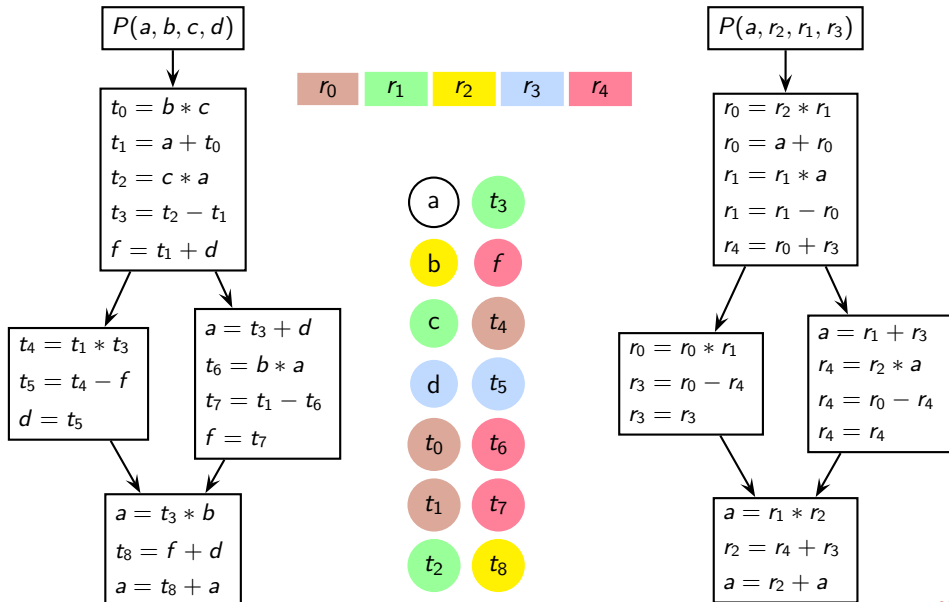 P(a, b, c, d)
t₀ = b ∗ c
t₁ = a + t₀
t₂ = c ∗ a
t₃ = t₂ − t₁
f = t₁ + d
t₄ = t₁ ∗ t₃
t₅ = t₄ − f
d = t₅
a = t₃ + d
t₆ = b ∗ a
t₇ = t₁ − t₆
f = t₇
a = t₃ ∗ b
t₈ = f + d
a = t₈ + a
r₀ r₁ r₂ r₃ r₄
a t₃
b f
c t₄
d t₅
t₀ t₆
t₁ t₇
t₂ t₈
P(a, r₂, r₁, r₃)
r₀ = r₂ ∗ r₁
r₀ = a + r₀
r₁ = r₁ ∗ a
r₁ = r₁ − r₀
r₄ = r₀ + r₃
r₀ = r₀ ∗ r₁
r₃ = r₀ − r₄
r₃ = r₃
a = r₁ + r₃
r₄ = r₂ ∗ a
r₄ = r₀ − r₄
r₄ = r₄
a = r₁ ∗ r₂
r₂ = r₄ + r₃
a = r₂ + a